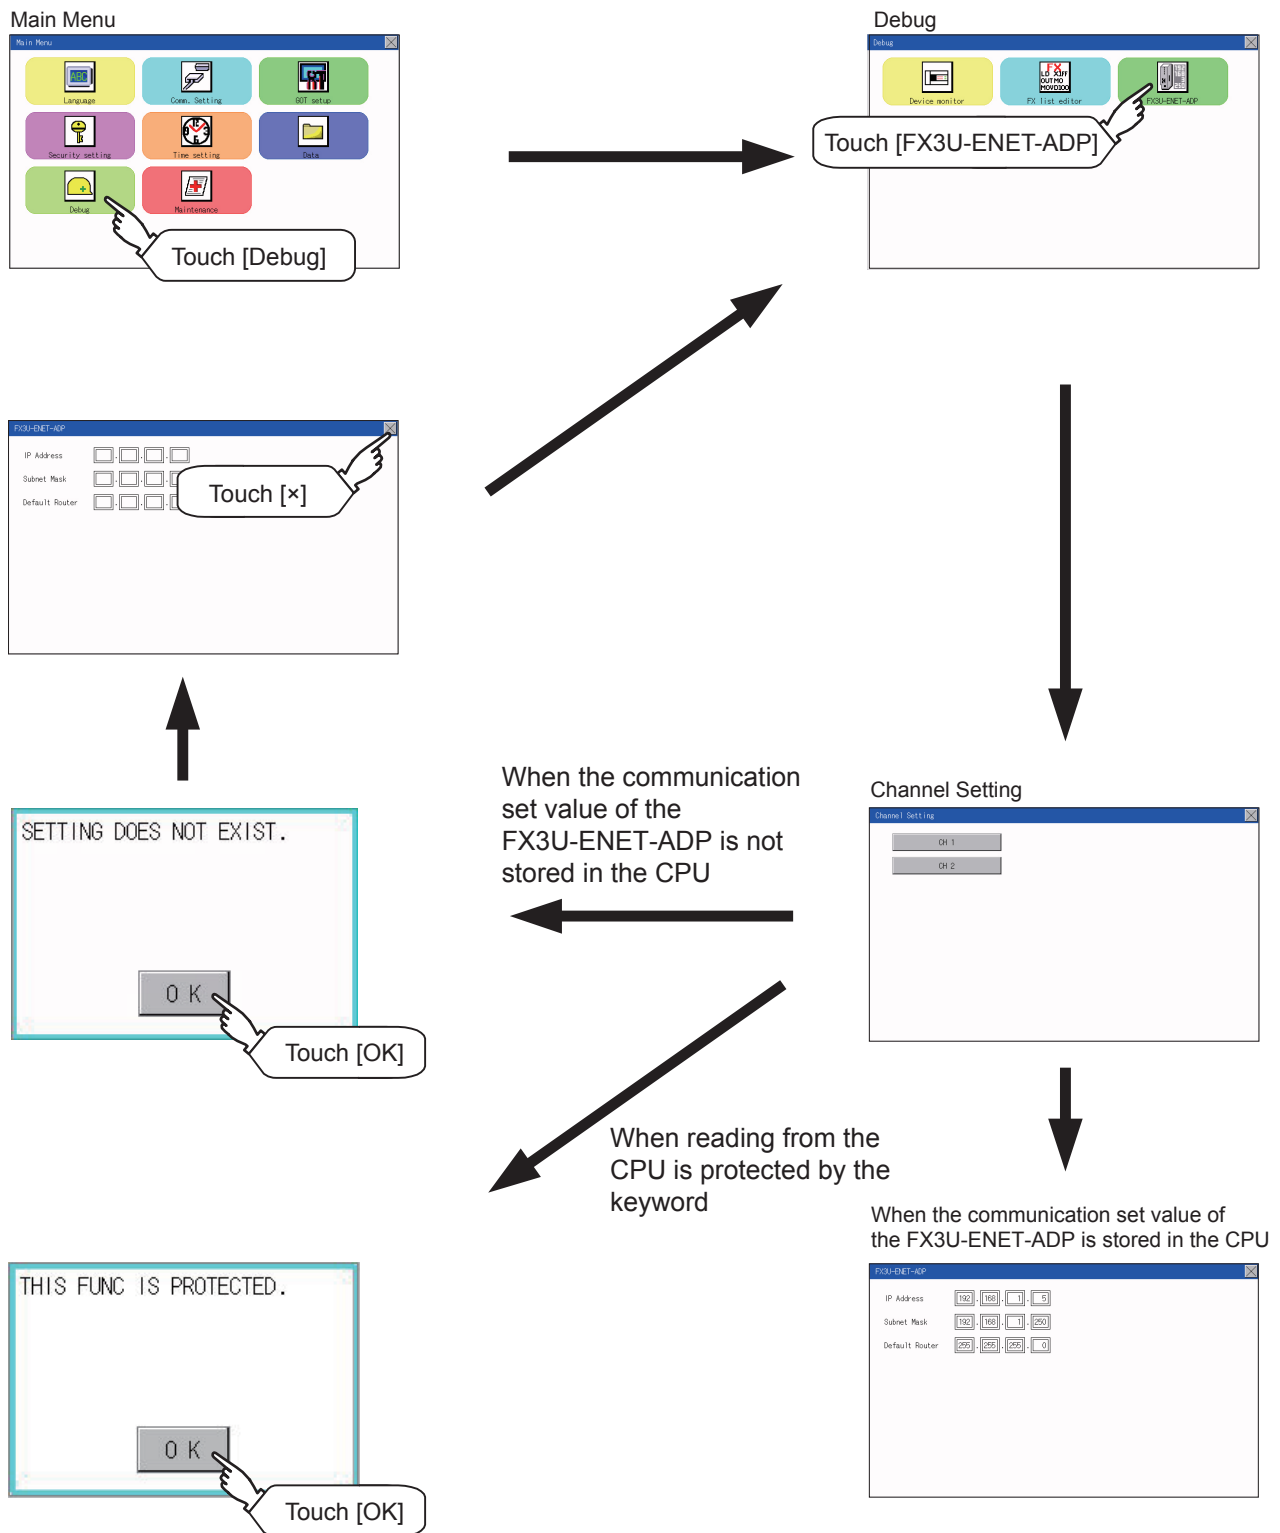 Main Menu
Main Menu
Language
Comm. Setting
GOT setup
Security setting
Time setting
Data
Debug
Maintenance
Touch [Debug]
Debug
Debug
Device monitor
FX list editor
FX3U-ENET-ADP
Touch [FX3U-ENET-ADP]
FX3U-ENET-ADP
IP Address
Subnet Mask
Default Router
Touch [×]
When the communication
set value of the
FX3U-ENET-ADP is not
stored in the CPU
Channel Setting
Channel Setting
CH 1
CH 2
SETTING DOES NOT EXIST.
OK
Touch [OK]
When reading from the
CPU is protected by the
keyword
When the communication set value of
the FX3U-ENET-ADP is stored in the CPU
FX3U-ENET-ADP
IP Address 192 . 168 . 1 . 5
Subnet Mask 192 . 168 . 1 . 250
Default Router 255 . 255 . 255 . 0
THIS FUNC IS PROTECTED.
OK
Touch [OK]